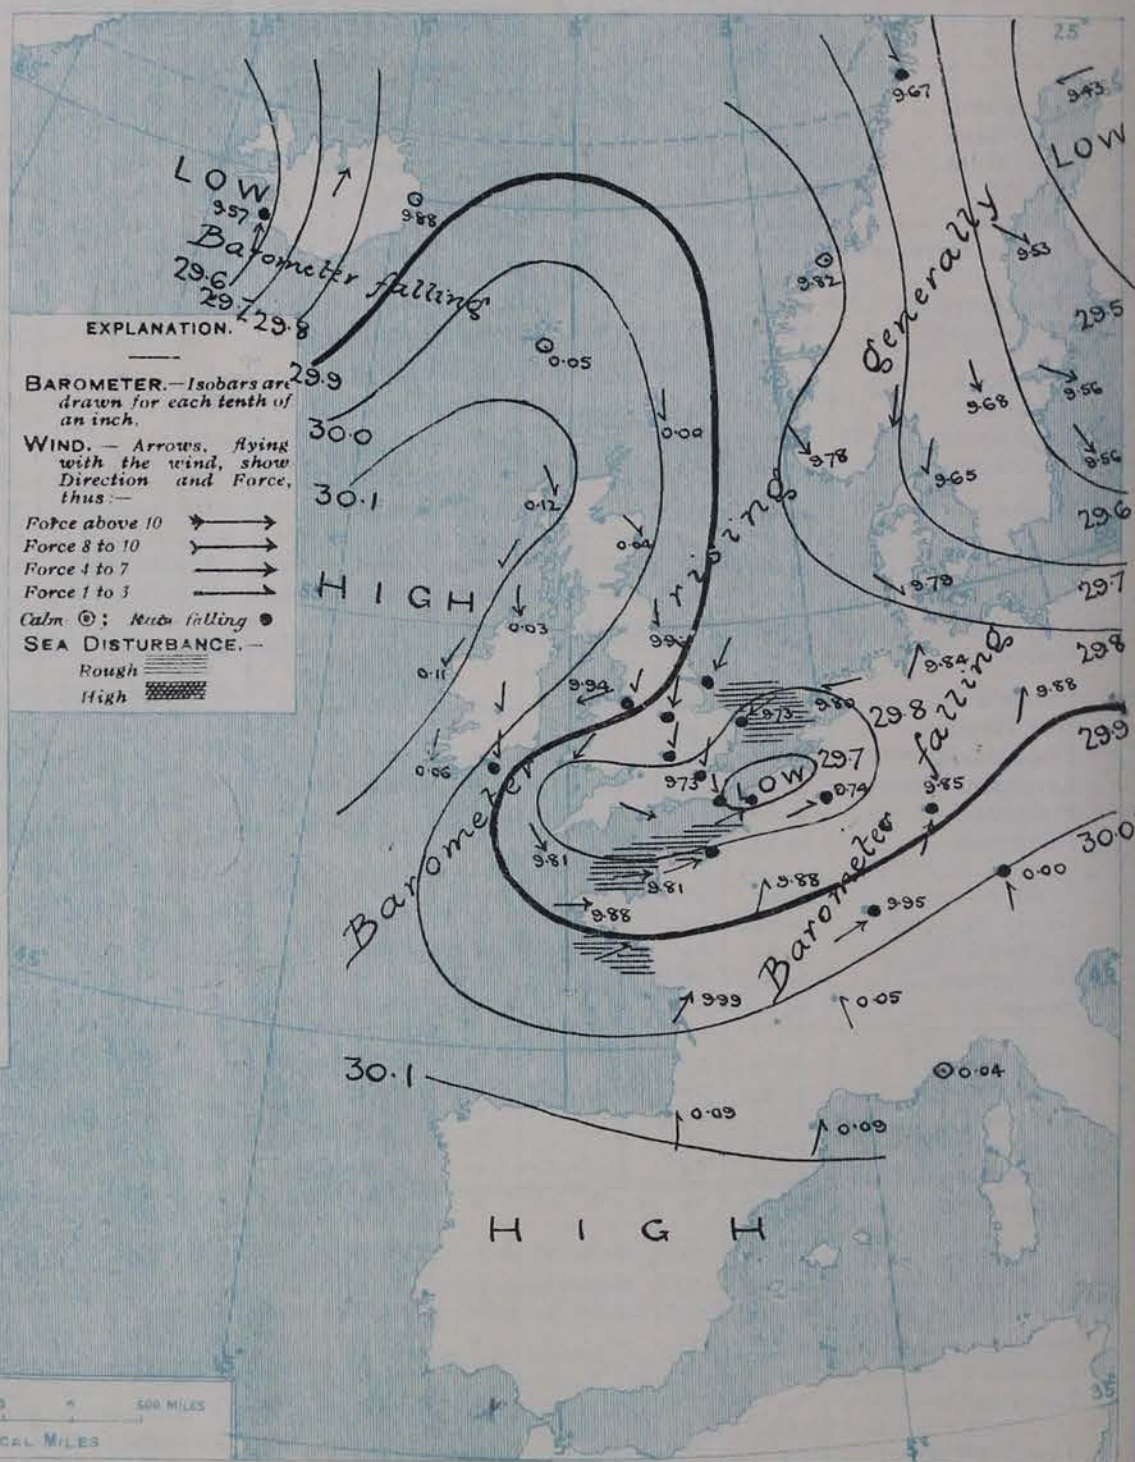 25°
9.67
9.43
LOW
LOW
9.57
9.88
Barometer falling
29.6
29.7
29.8
29.9
30.0
30.1
EXPLANATION.
BAROMETER.—Isobars are
drawn for each tenth of
an inch.
WIND. — Arrows, flying
with the wind, show
Direction and Force,
thus:—
Force above 10
Force 8 to 10
Force 4 to 7
Force 1 to 3
Calm ; Rain falling
SEA DISTURBANCE.—
Rough
High
9.82
9.53
0.05
29.5
9.68
9.56
0.00
9.78
9.65
9.56
0.12
29.6
0.04
HIGH
9.79
29.7
0.03
0.11
9.84
29.8
9.94
9.88
9.73
9.80
29.8
29.9
0.06
9.73
LOW
29.7
0.74
9.85
30.0
9.81
9.81
9.88
0.00
9.88
9.95
Barometer rising generally
Barometer falling
45°
45°
9.99
0.05
30.1
0.04
0.09
0.09
HIGH
500 MILES
CAL MILES
35
5°